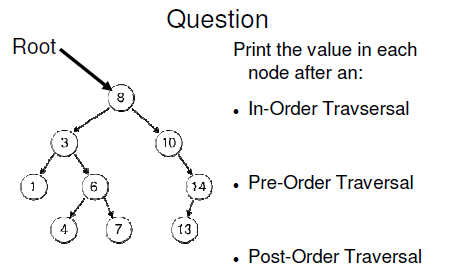 Question
Root
Print the value in each
node after an:
• In-Order Travsersal
• Pre-Order Traversal
• Post-Order Traversal
8
3
10
1
6
14
4
7
13